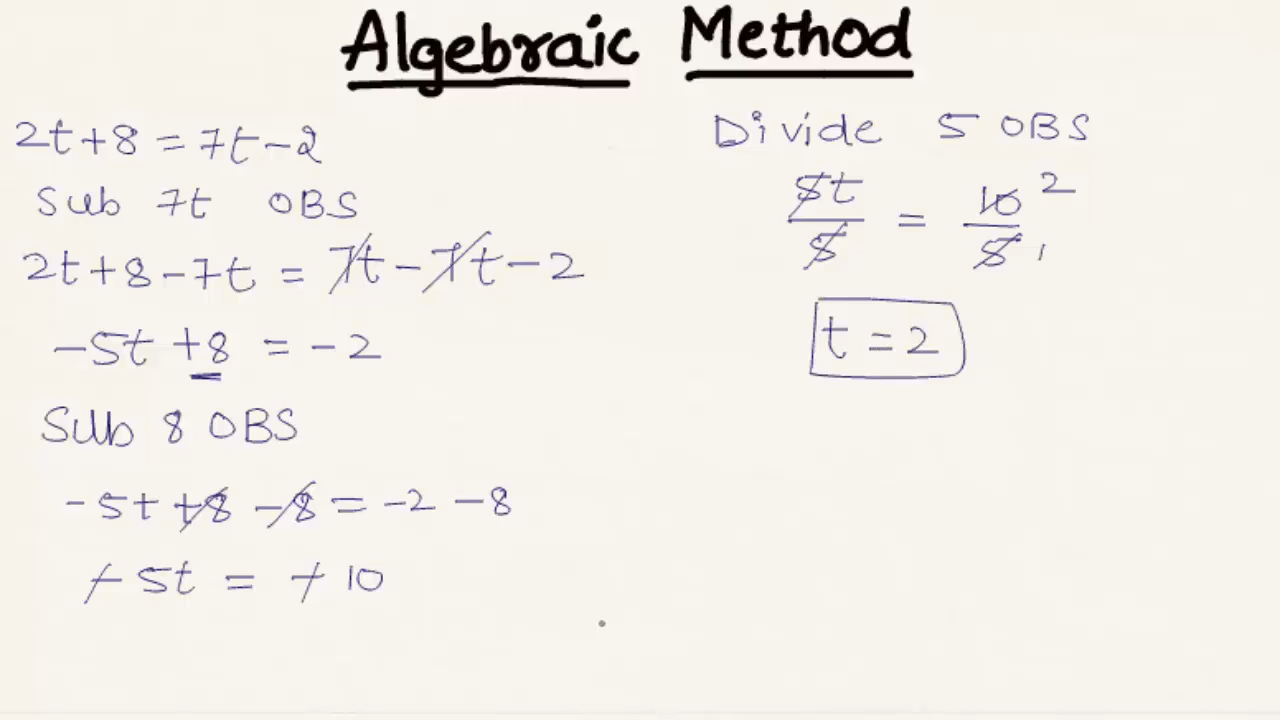 Algebraic Method
2t+8 = 7t-2
Sub 7t OBS
2t+8-7t = 7t-7t-2
-5t +8 = -2
Sub 8 OBS
-5t +8 -8 = -2 -8
-5t = -10
Divide 5 OBS
5t/5 = 10/5 2 1
t = 2